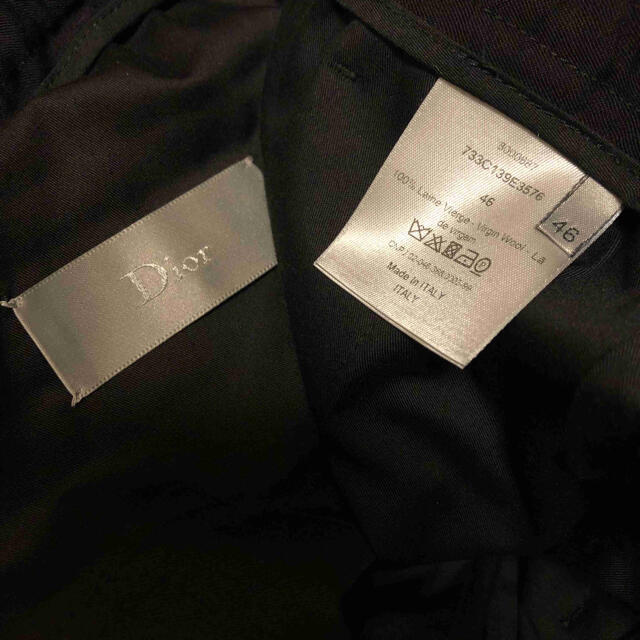 Dior
733C139E3576
46
100% Laine Vierge - Virgin Wool - La
de virgen
Made in ITALY
ITALY
46